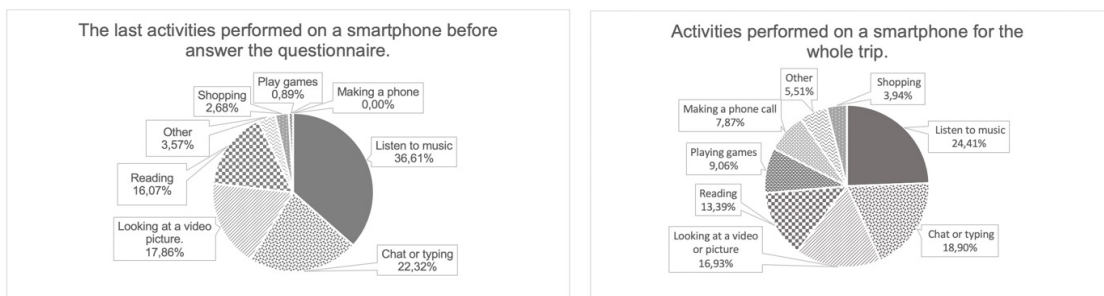 The last activities performed on a smartphone before
answer the questionnaire.
Play games
0,89%
Making a phone
0,00%
Shopping
2,68%
Other
3,57%
Listen to music
36,61%
Reading
16,07%
Looking at a video
picture.
17,86%
Chat or typing
22,32%
Activities performed on a smartphone for the
whole trip.
Other
5,51%
Shopping
3,94%
Making a phone call
7,87%
Listen to music
24,41%
Playing games
9,06%
Reading
13,39%
Looking at a video
or picture
16,93%
Chat or typing
18,90%